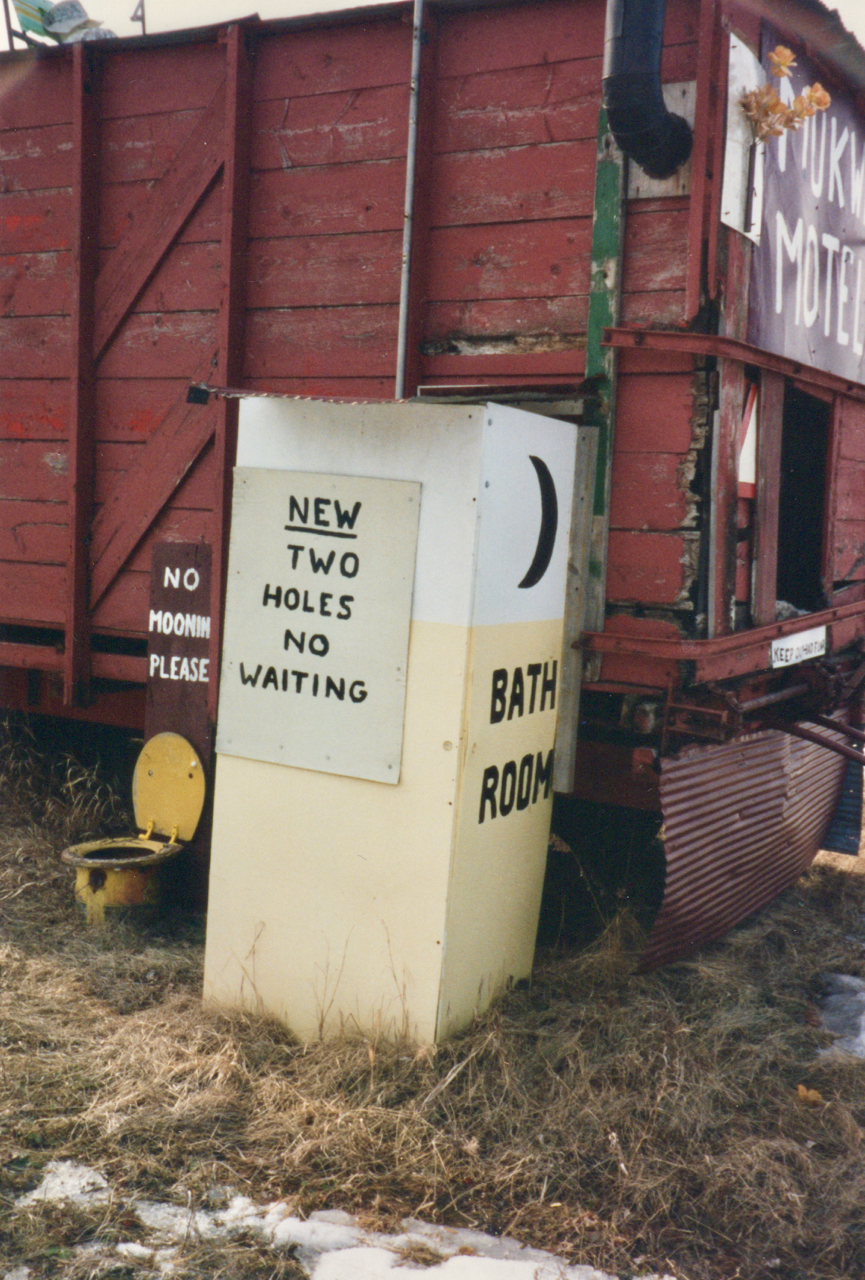 NEW
TWO
HOLES
NO
WAITING
BATH
ROOM
NO
MOONIN
PLEASE
MOTEL
KEEP